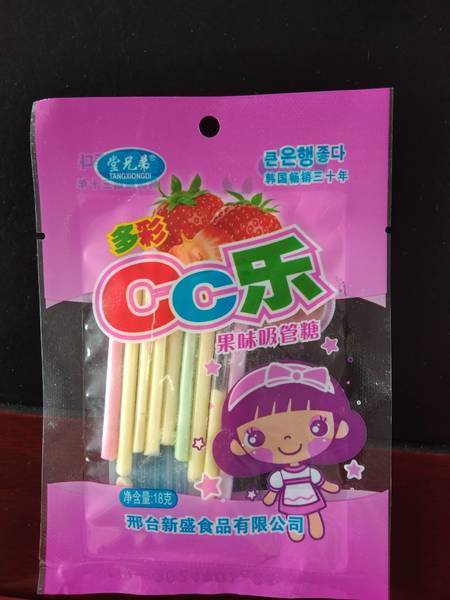 堂兄弟®
TANGXIONGDI
큰은행좋다
韩国畅销三十年
多彩
CC乐
果味吸管糖
净含量:18克
邢台新盛食品有限公司